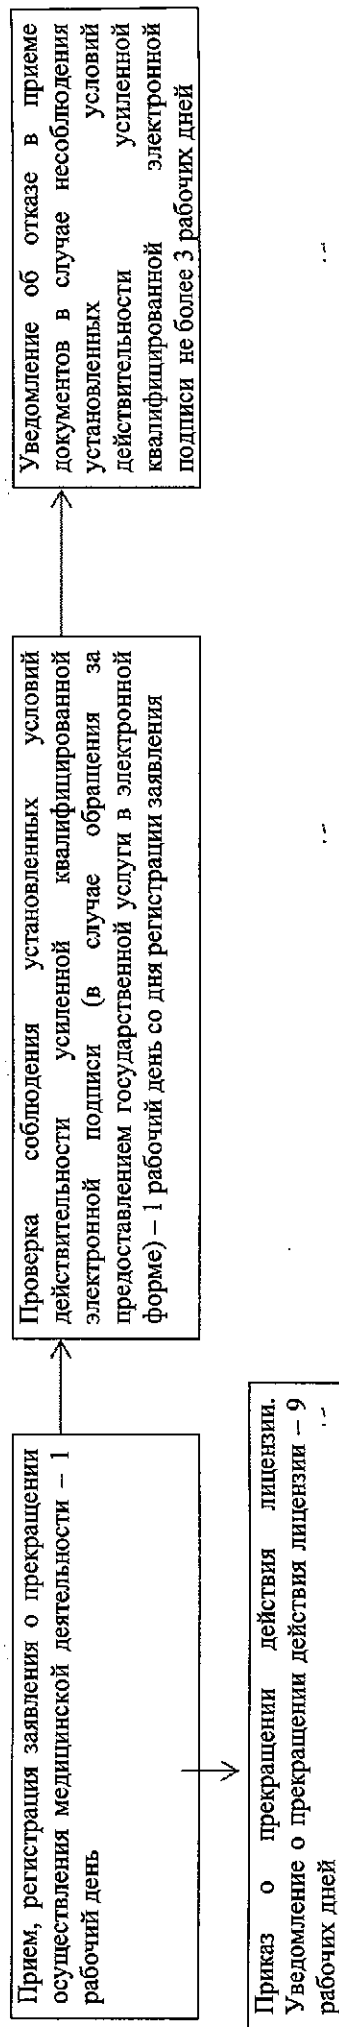 Прием, регистрация заявления о прекращении
осуществления медицинской деятельности – 1
рабочий день
Проверка соблюдения установленных условий
действительности усиленной квалифицированной
электронной подписи (в случае обращения за
предоставлением государственной услуги в электронной
форме) – 1 рабочий день со дня регистрации заявления
Уведомление об отказе в приеме
документов в случае несоблюдения
установленных условий
действительности усиленной
квалифицированной электронной
подписи не более 3 рабочих дней
Приказ о прекращении действия лицензии.
Уведомление о прекращении действия лицензии – 9
рабочих дней